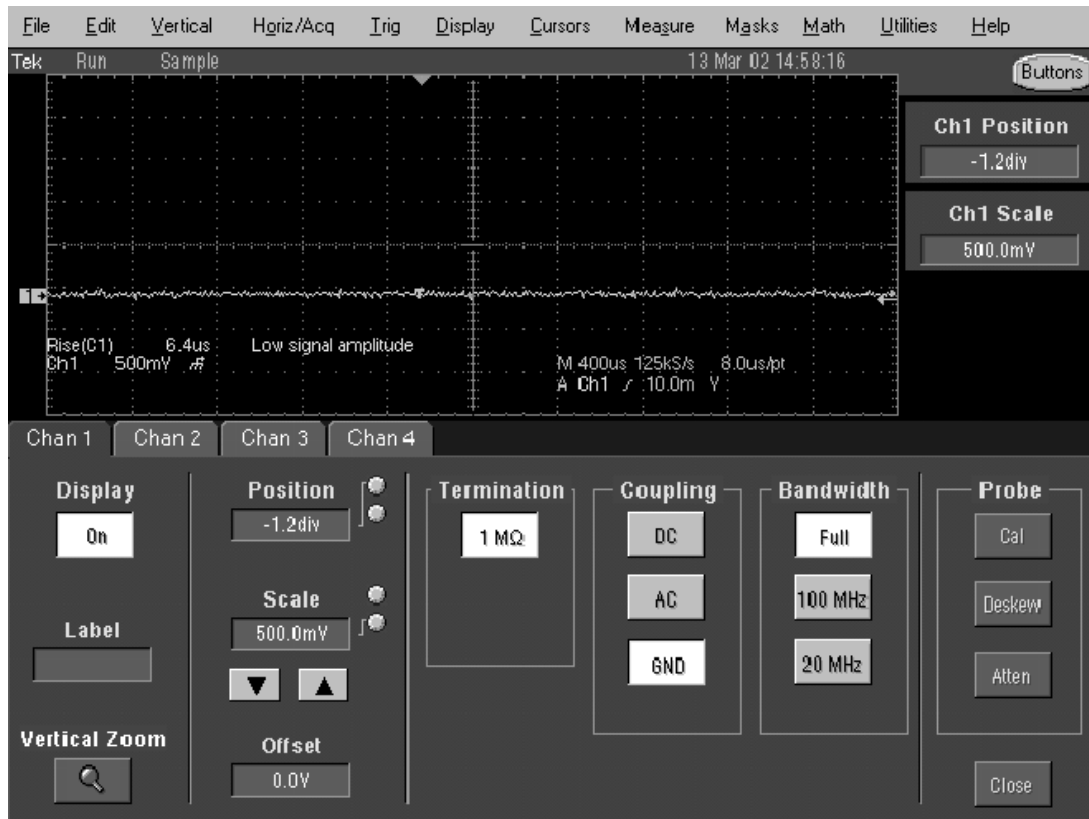 File Edit Vertical Horiz/Acq Trig Display Cursors Measure Masks Math Utilities Help
Tek Run Sample 13 Mar 02 14:58:16
Buttons
Ch1 Position
-1.2div
Ch1 Scale
500.0mV
1
Rise(C1) 6.4us Low signal amplitude
Ch1 500mV
M 400us 125kS/s 8.0us/pt
A Ch1 10.0m V
Chan 1 Chan 2 Chan 3 Chan 4
Display
On
Label
Vertical Zoom
Position
-1.2div
Scale
500.0mV
Offset
0.0V
Termination
1 MΩ
Coupling
DC
AC
GND
Bandwidth
Full
100 MHz
20 MHz
Probe
Cal
Deskew
Atten
Close